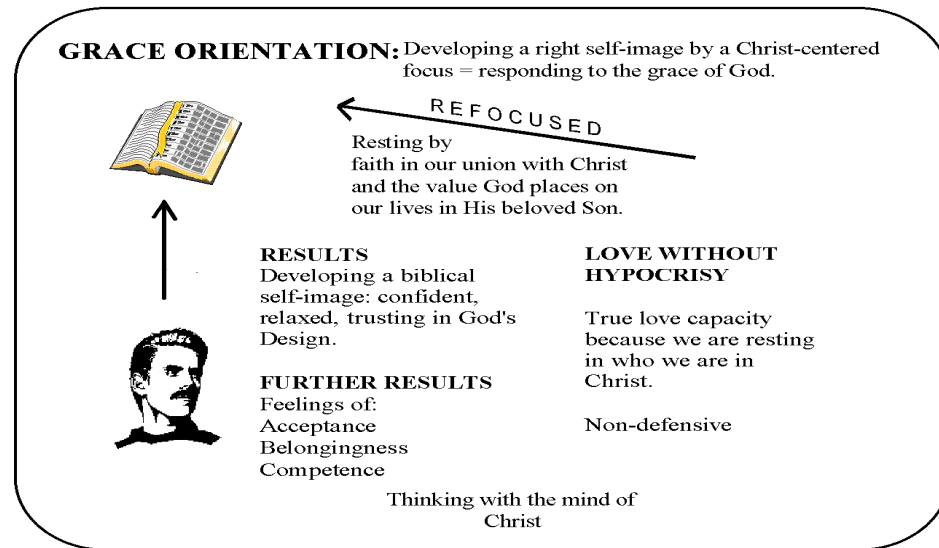 GRACE ORIENTATION: Developing a right self-image by a Christ-centered
focus = responding to the grace of God.
REFOCUSED
Resting by
faith in our union with Christ
and the value God places on
our lives in His beloved Son.
RESULTS
Developing a biblical
self-image: confident,
relaxed, trusting in God's
Design.
FURTHER RESULTS
Feelings of:
Acceptance
Belongingness
Competence
LOVE WITHOUT
HYPOCRISY
True love capacity
because we are resting
in who we are in
Christ.
Non-defensive
Thinking with the mind of
Christ